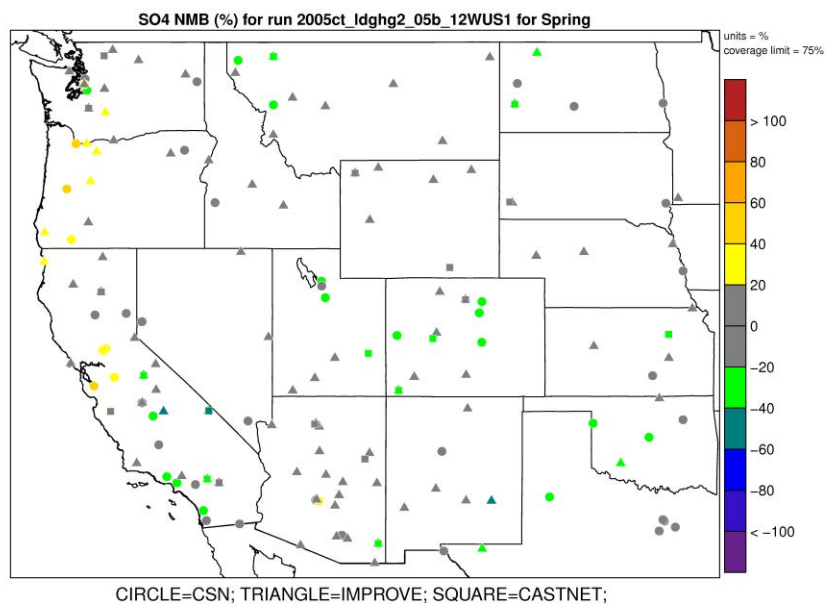 SO4 NMB (%) for run 2005ct_ldghg2_05b_12WUS1 for Spring
units = %
coverage limit = 75%
> 100
80
60
40
20
0
−20
−40
−60
−80
< −100
CIRCLE=CSN; TRIANGLE=IMPROVE; SQUARE=CASTNET;